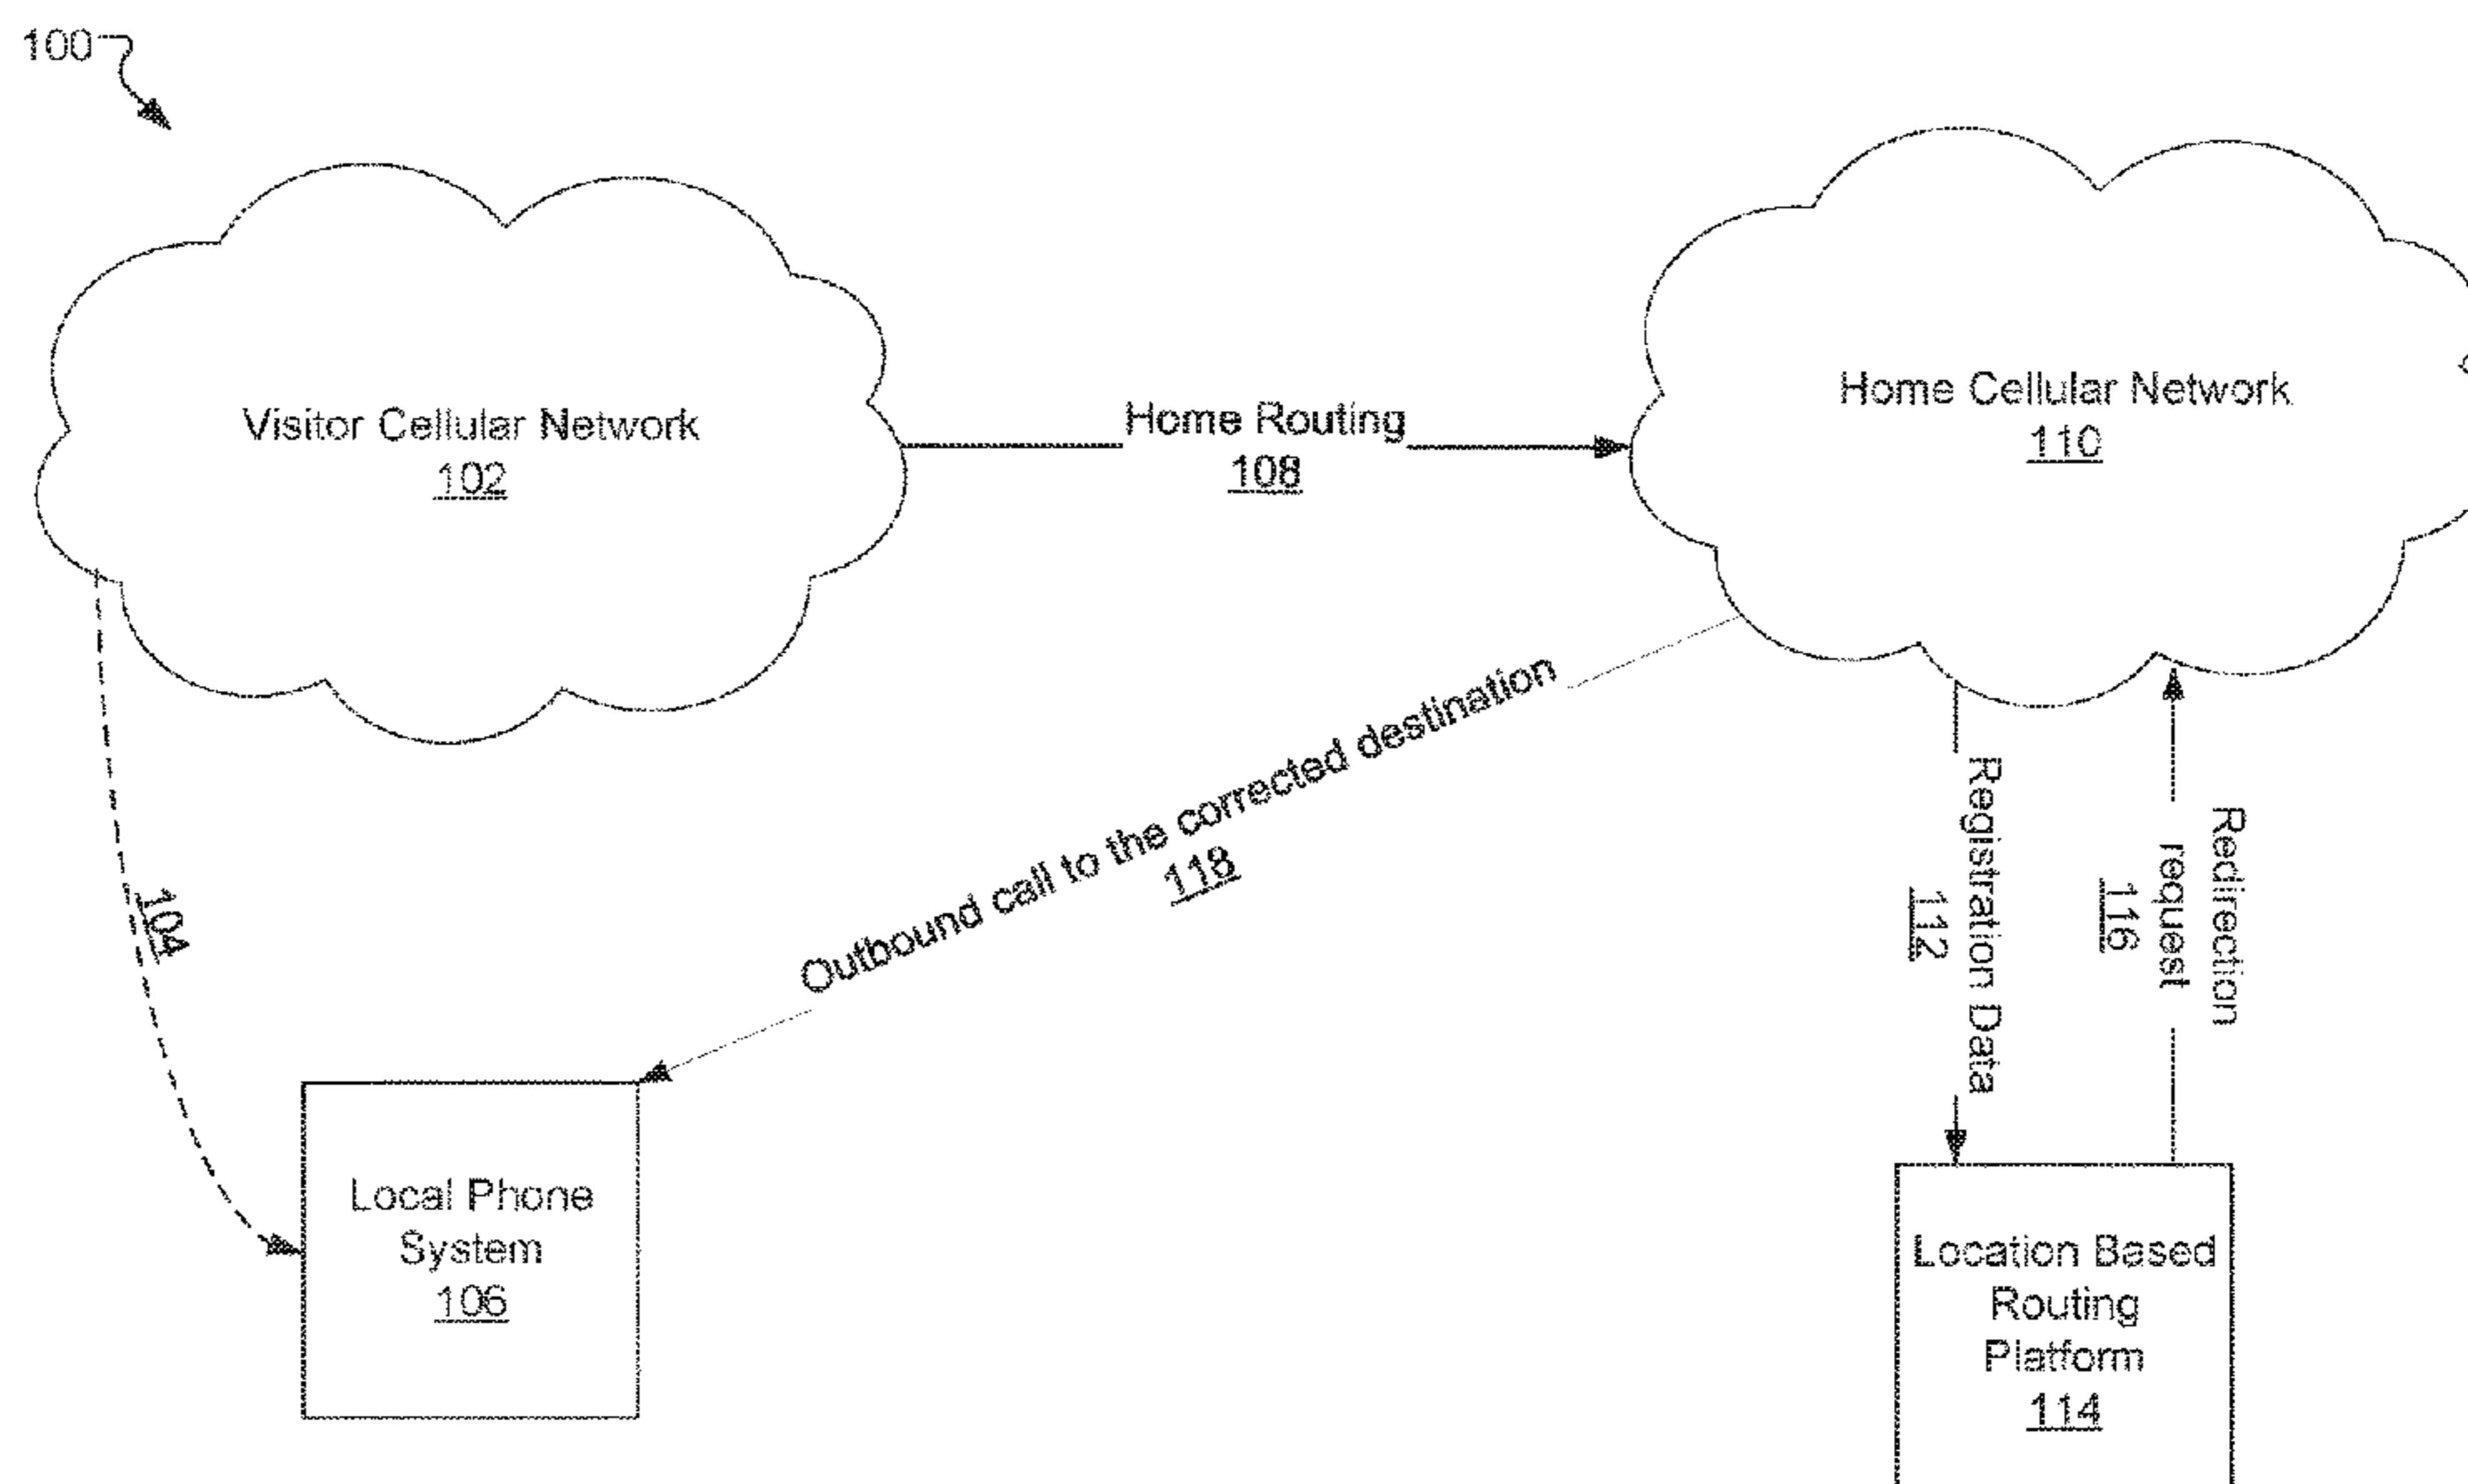 100
Visitor Cellular Network
102
Home Routing
108
Home Cellular Network
110
104
Outbound call to the corrected destination
118
Registration Data
112
Redirection
request
116
Local Phone
System
106
Location Based
Routing
Platform
114